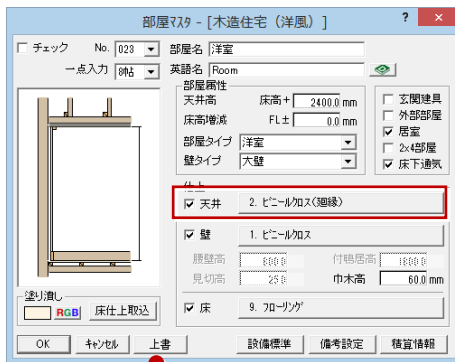 部屋マスタ - [木造住宅（洋風）]
? ×
チェック No. 023 部屋名 洋室
一点入力 8帖 英語名 Room
部屋属性
天井高 床高+ 2400.0 mm
床高増減 FL± 0.0 mm
部屋タイプ 洋室
壁タイプ 大壁
玄関建具
外部部屋
居室
2x4部屋
床下通気
仕上
天井 2. ビニールクロス(廻縁)
壁 1. ビニールクロス
腰壁高 800.0 付鴨居高 1800.0
見切高 25.0 巾木高 60.0 mm
床 9. フローリング
塗り潰し
RGB 床仕上取込
OK キャンセル 上書 設備標準 備考設定 積算情報